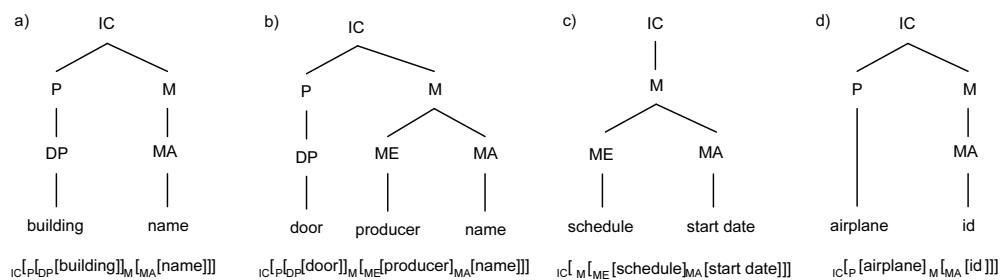 a) IC b) IC c) IC d) IC
P M P M M P M
DP MA DP ME MA ME MA MA
building name door producer name schedule start date airplane id
IC[P[DP[building]]M[MA[name]]] IC[P[DP[door]]M[ME[producer]MA[name]]] IC[ M[ME[schedule]MA[start date]]] IC[P[airplane]M[MA[id]]]